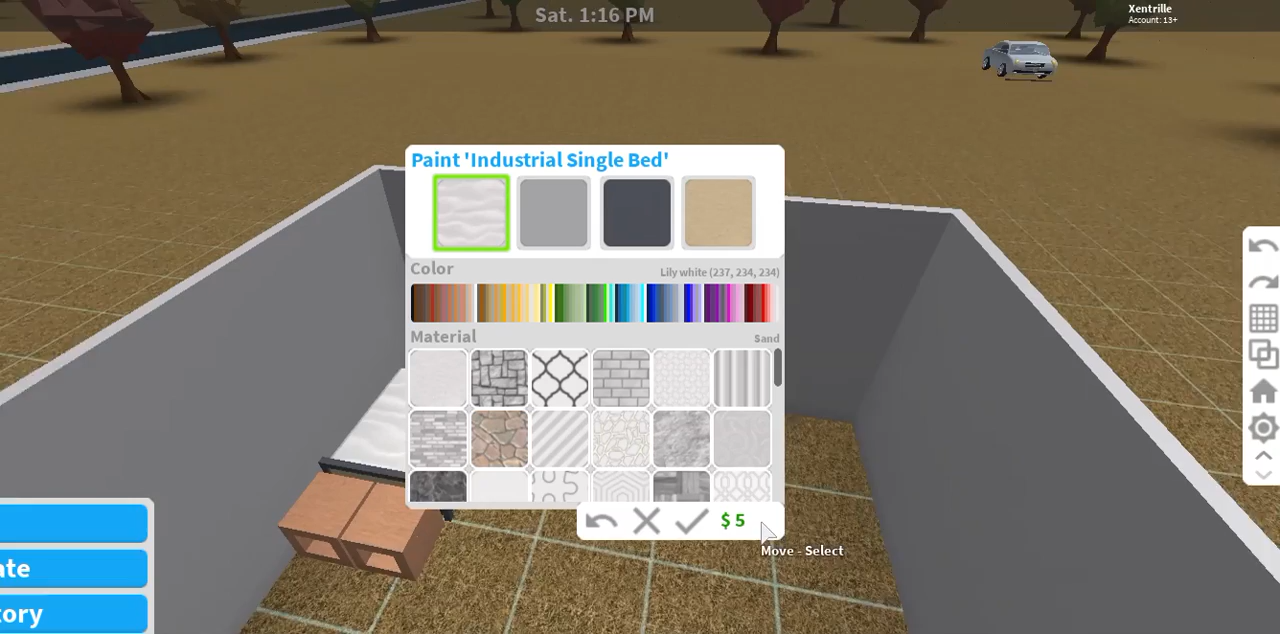 Sat. 1:16 PM
Xentrille
Account: 13+
Paint 'Industrial Single Bed'
Color
Lily white (237, 234, 234)
Material
Sand
$ 5
Move - Select
ate
tory